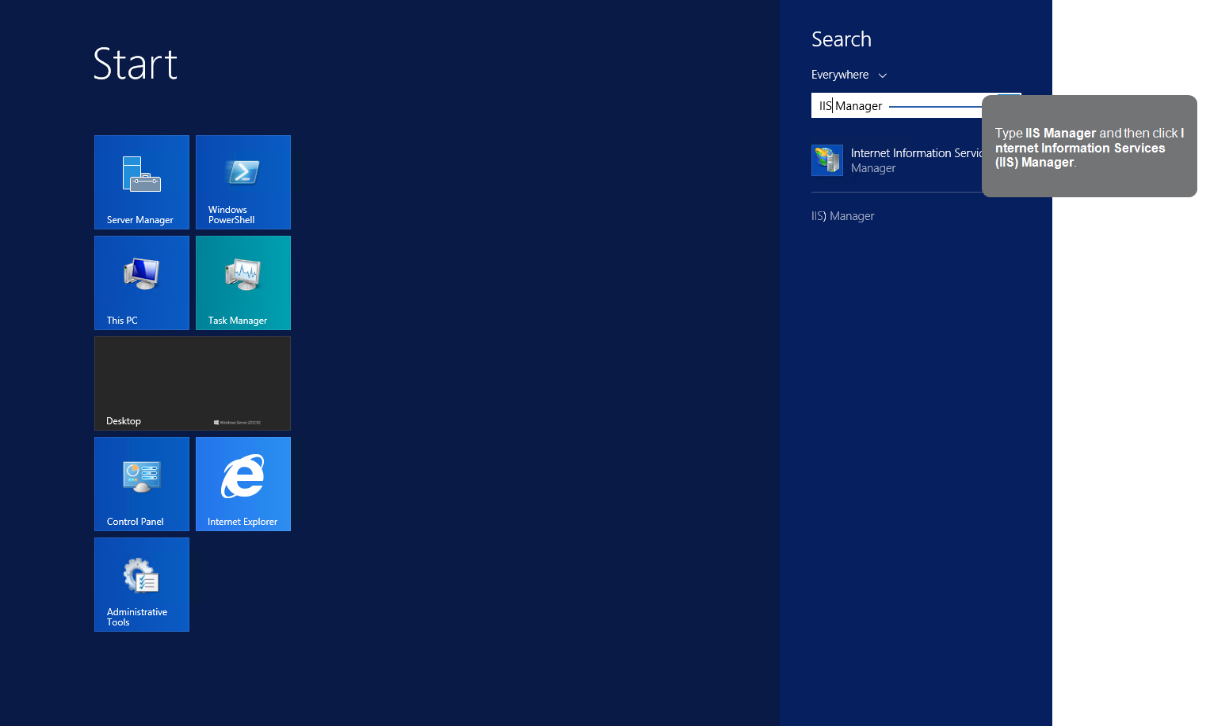 Start
Server Manager
Windows
PowerShell
This PC
Task Manager
Desktop
Windows Server 2012 R2
Control Panel
Internet Explorer
Administrative
Tools
Search
Everywhere
IIS Manager
Internet Information Servic
Manager
IIS) Manager
Type IIS Manager and then click I
nternet Information Services
(IIS) Manager.